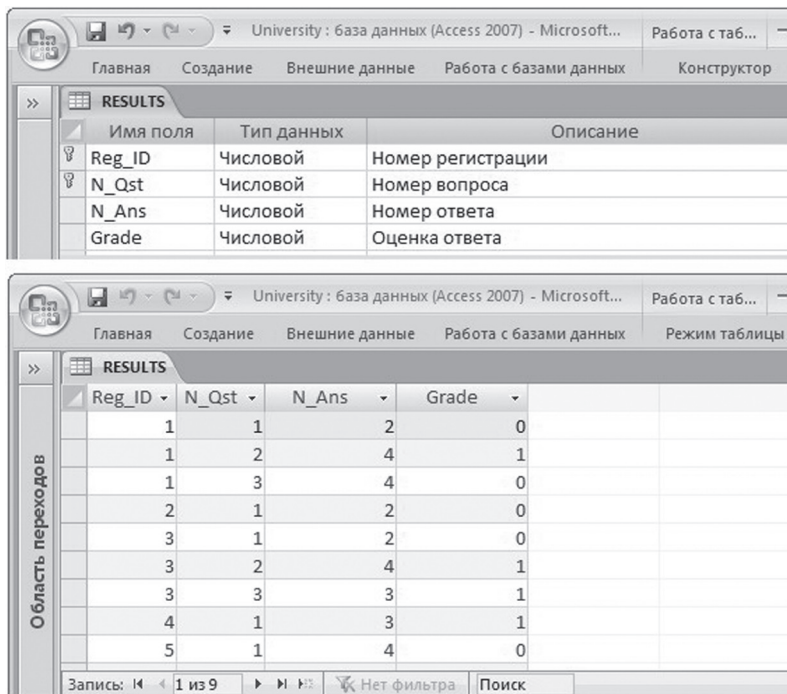 University : база данных (Access 2007) - Microsoft... Работа с таб...
Главная Создание Внешние данные Работа с базами данных Конструктор
RESULTS
Имя поля Тип данных Описание
Reg_ID Числовой Номер регистрации
N_Qst Числовой Номер вопроса
N_Ans Числовой Номер ответа
Grade Числовой Оценка ответа
University : база данных (Access 2007) - Microsoft... Работа с таб...
Главная Создание Внешние данные Работа с базами данных Режим таблицы
RESULTS
Reg_ID N_Qst N_Ans Grade
1 1 2 0
1 2 4 1
1 3 4 0
2 1 2 0
3 1 2 0
3 2 4 1
3 3 3 1
4 1 3 1
5 1 4 0
Область переходов
Запись: 1 из 9 Нет фильтра Поиск